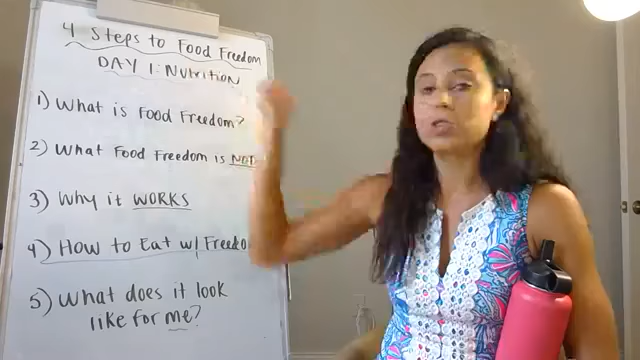 4 Steps to Food Freedom
DAY 1: Nutrition
1) What is Food Freedom?
2) What Food Freedom is NOT
3) Why it WORKS
4) How to Eat w/ Freedo
5) What does it look
like for me?